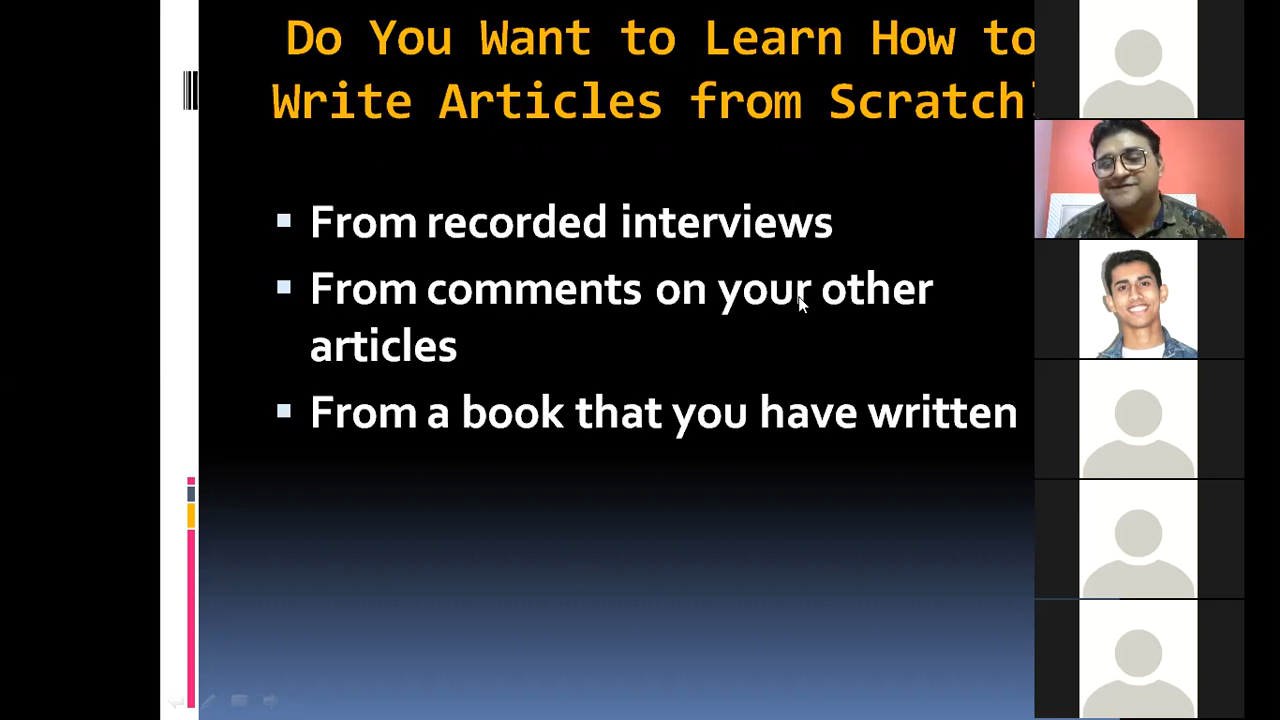 Do You Want to Learn How to
Write Articles from Scratch
From recorded interviews
From comments on your other
articles
From a book that you have written